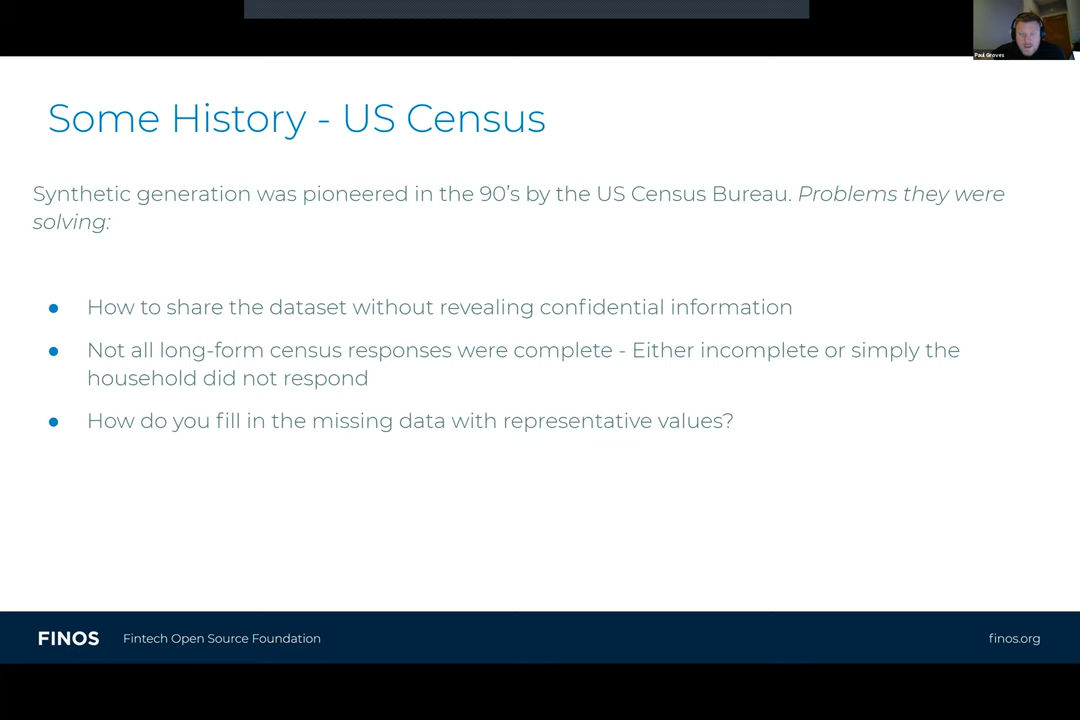 Paul Groves
Some History - US Census
Synthetic generation was pioneered in the 90's by the US Census Bureau. Problems they were
solving:
● How to share the dataset without revealing confidential information
● Not all long-form census responses were complete - Either incomplete or simply the
household did not respond
● How do you fill in the missing data with representative values?
FINOS Fintech Open Source Foundation finos.org